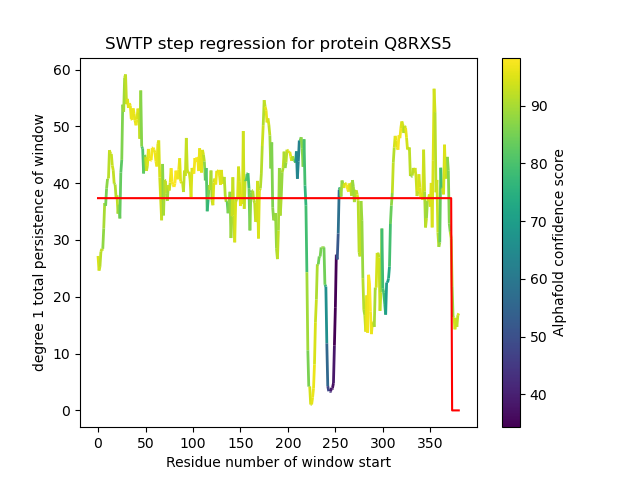 SWTP step regression for protein Q8RXS5
degree 1 total persistence of window
60
50
40
30
20
10
0
0 50 100 150 200 250 300 350
Residue number of window start
90
80
70
60
50
40
Alphafold confidence score